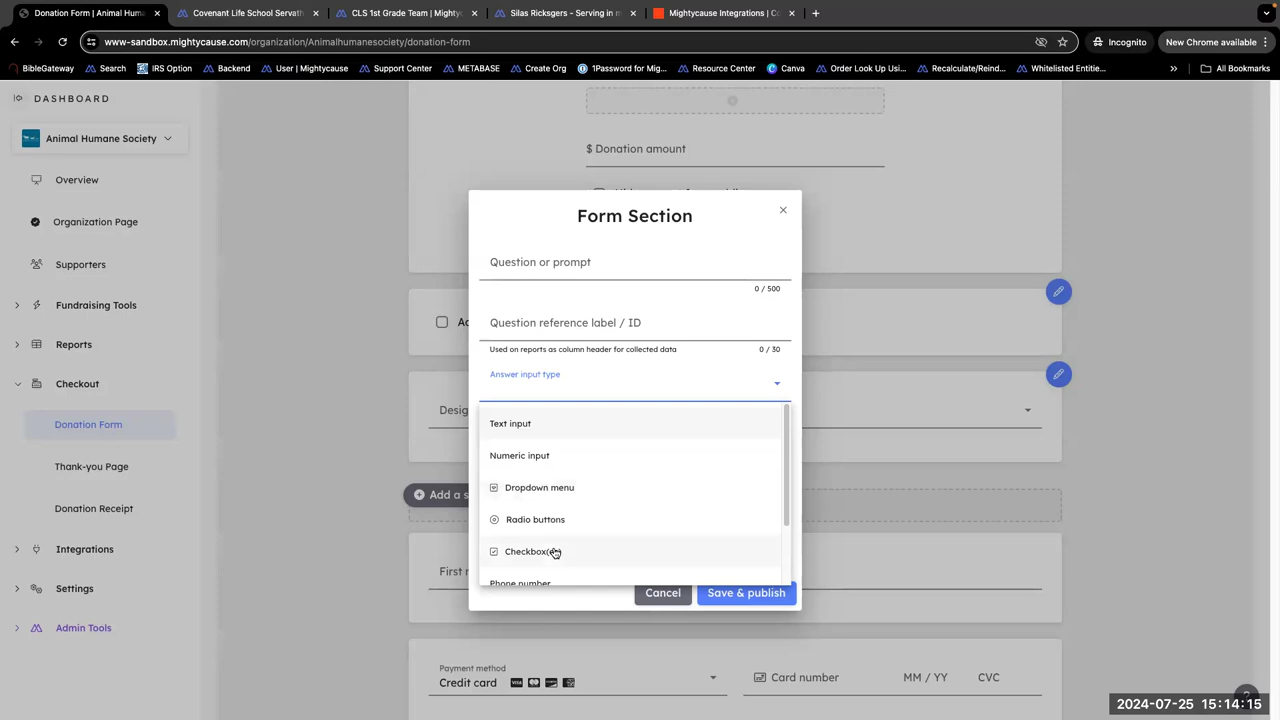 Donation Form | Animal Human
Covenant Life School Servath
CLS 1st Grade Team | Mightyc
Silas Ricksgers - Serving in m
Mightycause Integrations | Co
www-sandbox.mightycause.com/organization/Animalhumanesociety/donation-form
Incognito
New Chrome available
BibleGateway
Search
IRS Option
Backend
User | Mightycause
Support Center
METABASE
Create Org
1Password for Mig...
Resource Center
Canva
Order Look Up Usi...
Recalculate/Reind...
Whitelisted Entitie...
All Bookmarks
DASHBOARD
Animal Humane Society
Overview
Organization Page
Supporters
Fundraising Tools
Reports
Checkout
Donation Form
Thank-you Page
Donation Receipt
Integrations
Settings
Admin Tools
$ Donation amount
Form Section
Question or prompt
0 / 500
Question reference label / ID
Used on reports as column header for collected data
0 / 30
Answer input type
Text input
Numeric input
Dropdown menu
Radio buttons
Checkbox(
Phone number
Cancel
Save & publish
Desig
Add a s
First n
Payment method
Credit card
VISA
Card number
MM / YY
CVC
2024-07-25 15:14:15